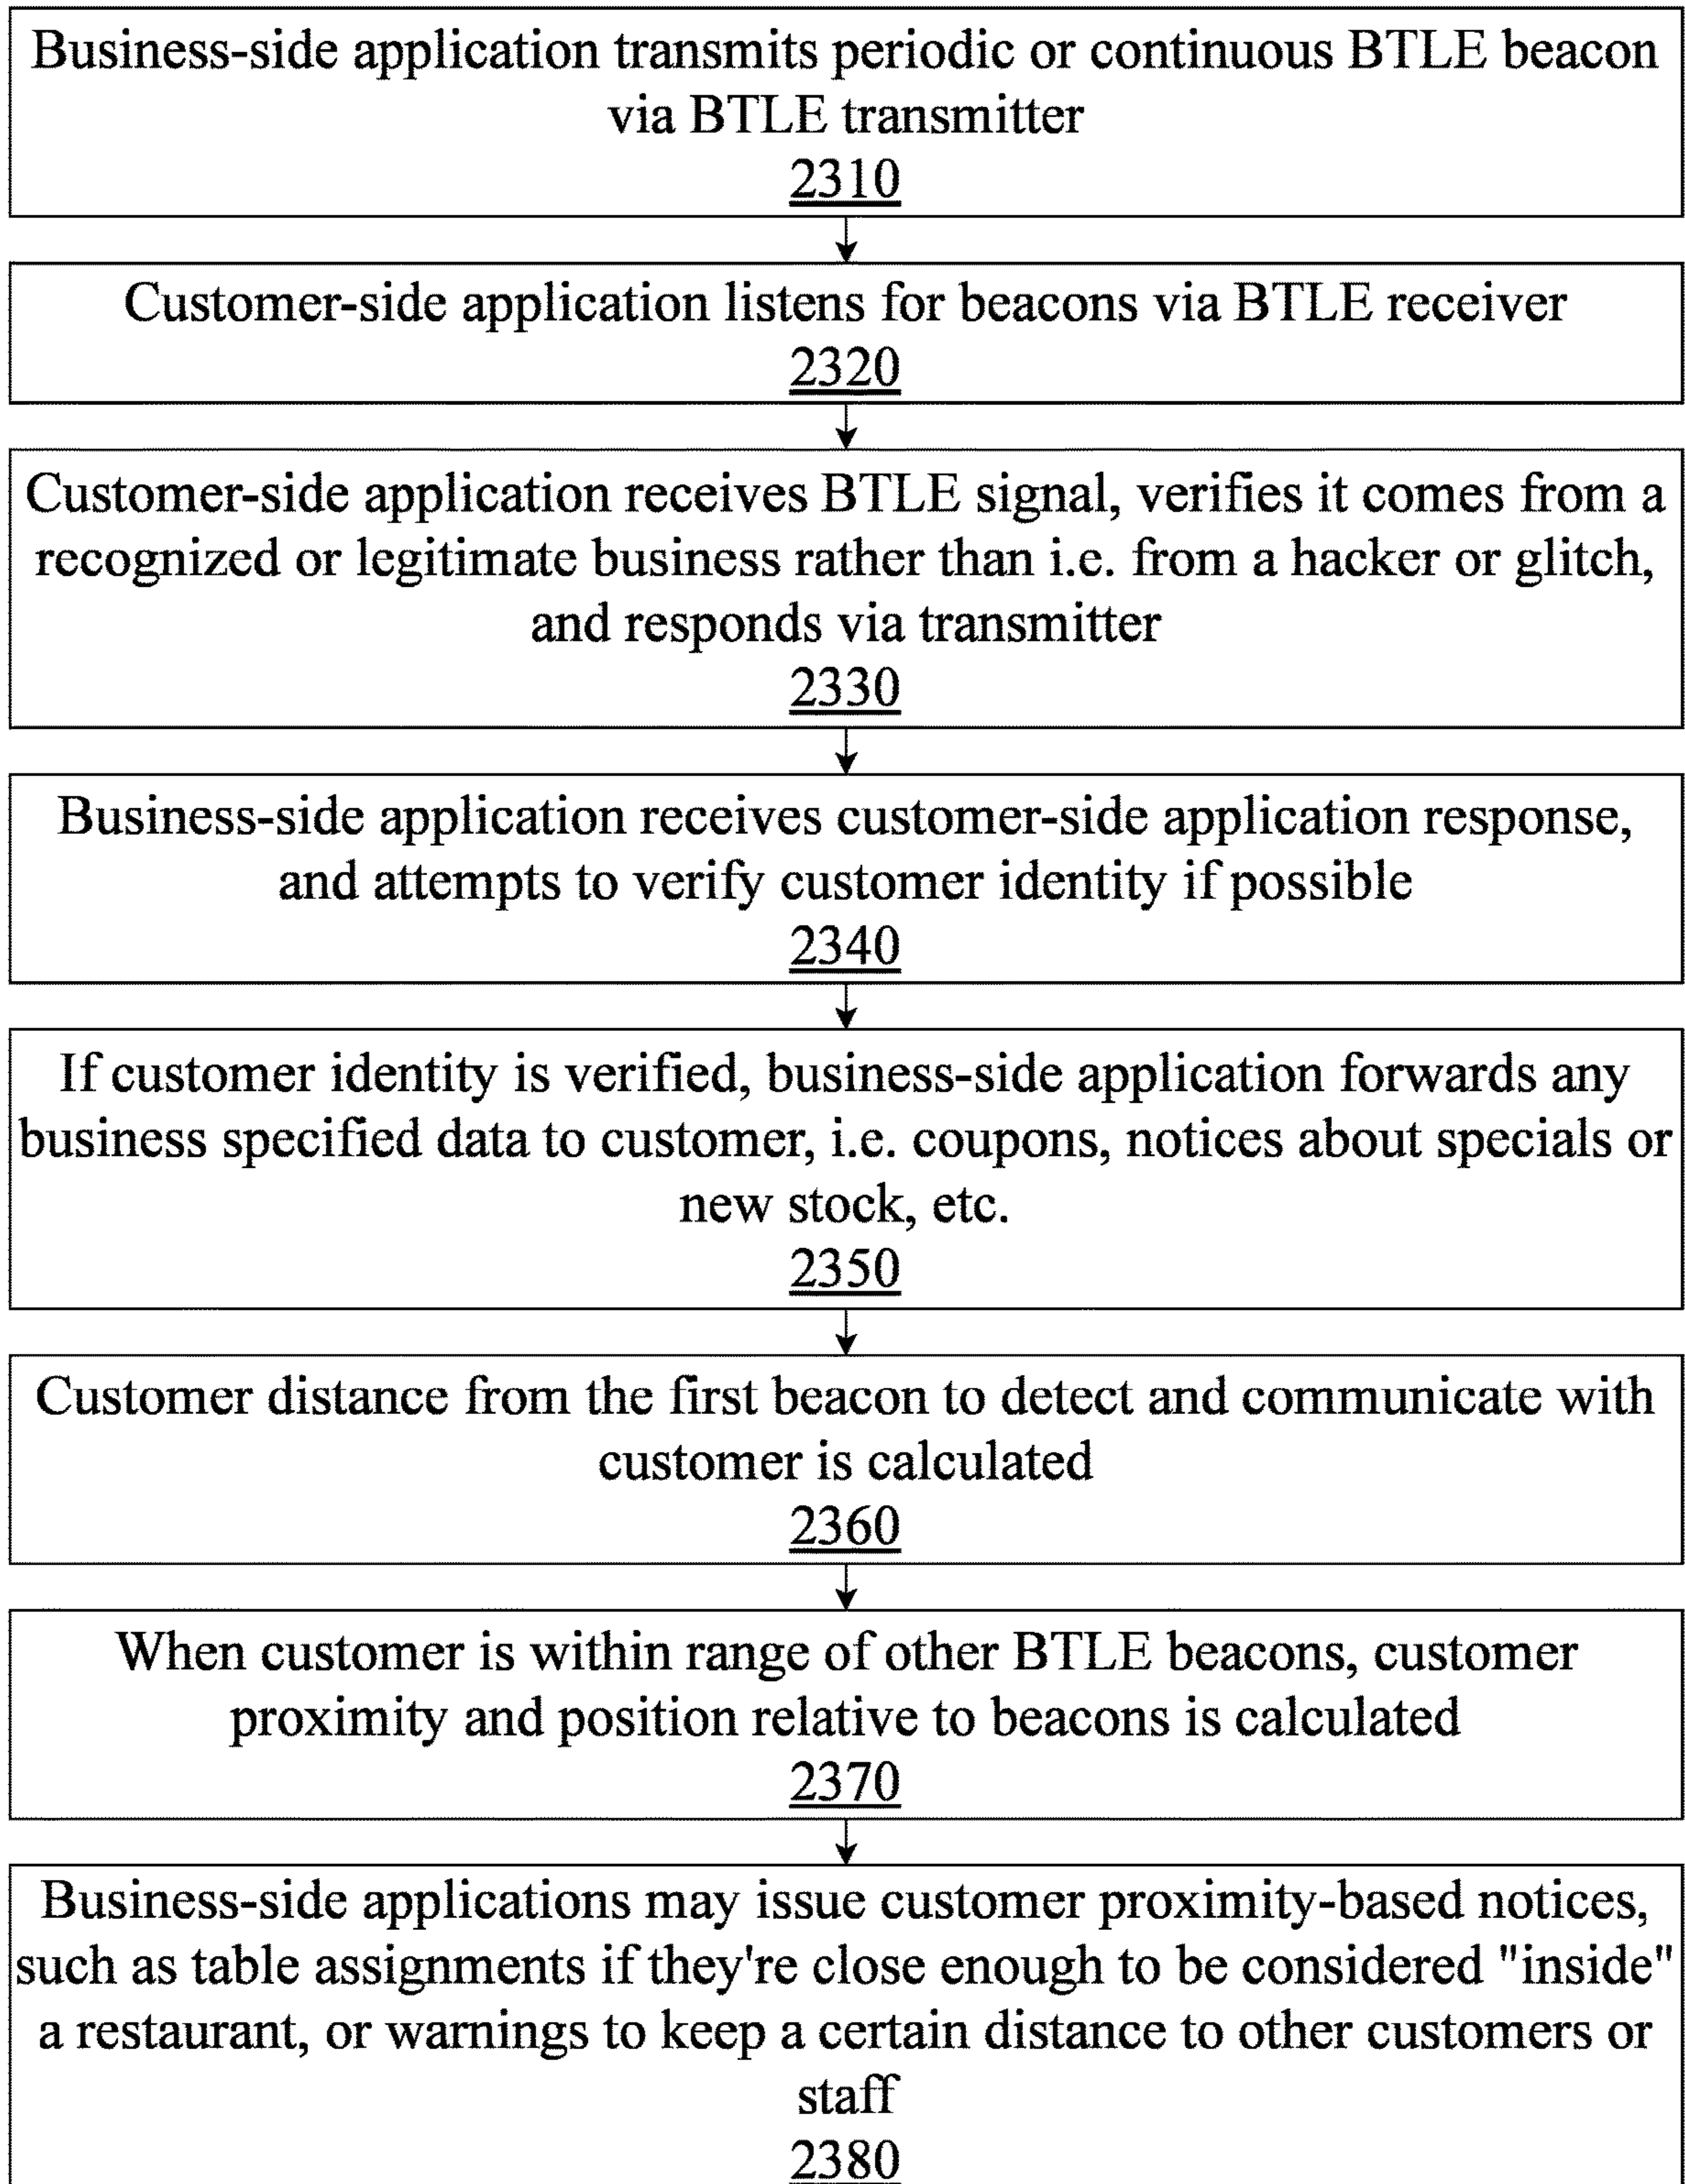 Business-side application transmits periodic or continuous BTLE beacon
via BTLE transmitter
2310
Customer-side application listens for beacons via BTLE receiver
2320
Customer-side application receives BTLE signal, verifies it comes from a
recognized or legitimate business rather than i.e. from a hacker or glitch,
and responds via transmitter
2330
Business-side application receives customer-side application response,
and attempts to verify customer identity if possible
2340
If customer identity is verified, business-side application forwards any
business specified data to customer, i.e. coupons, notices about specials or
new stock, etc.
2350
Customer distance from the first beacon to detect and communicate with
customer is calculated
2360
When customer is within range of other BTLE beacons, customer
proximity and position relative to beacons is calculated
2370
Business-side applications may issue customer proximity-based notices,
such as table assignments if they're close enough to be considered "inside"
a restaurant, or warnings to keep a certain distance to other customers or
staff
2380